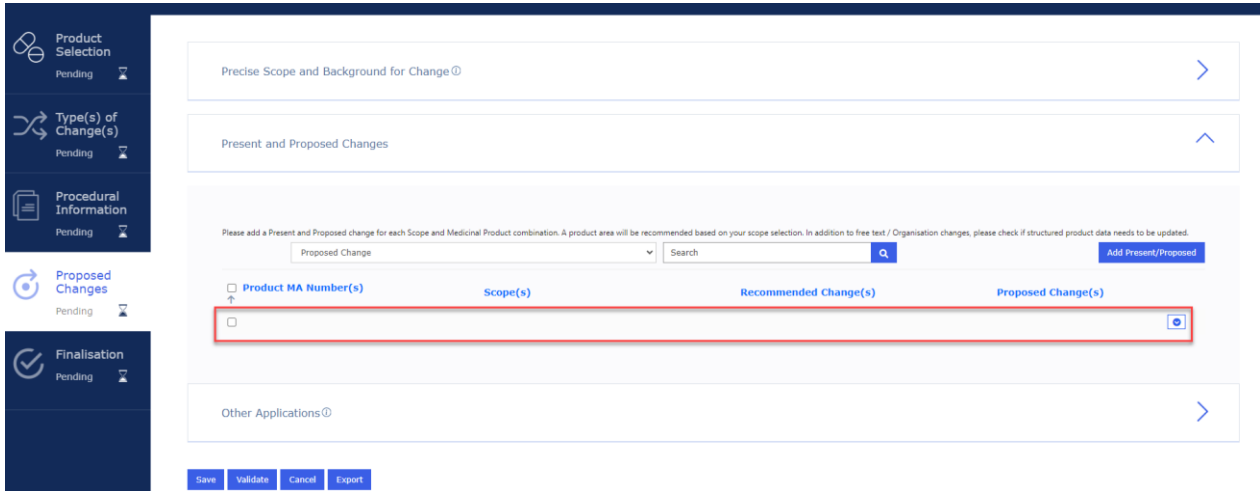 Product
Selection
Pending
Type(s) of
Change(s)
Pending
Procedural
Information
Pending
Proposed
Changes
Pending
Finalisation
Pending
Precise Scope and Background for Change
Present and Proposed Changes
Please add a Present and Proposed change for each Scope and Medicinal Product combination. A product area will be recommended based on your scope selection. In addition to free text / Organisation changes, please check if structured product data needs to be updated.
Proposed Change
Search
Add Present/Proposed
Product MA Number(s)
Scope(s)
Recommended Change(s)
Proposed Change(s)
Other Applications
Save
Validate
Cancel
Export